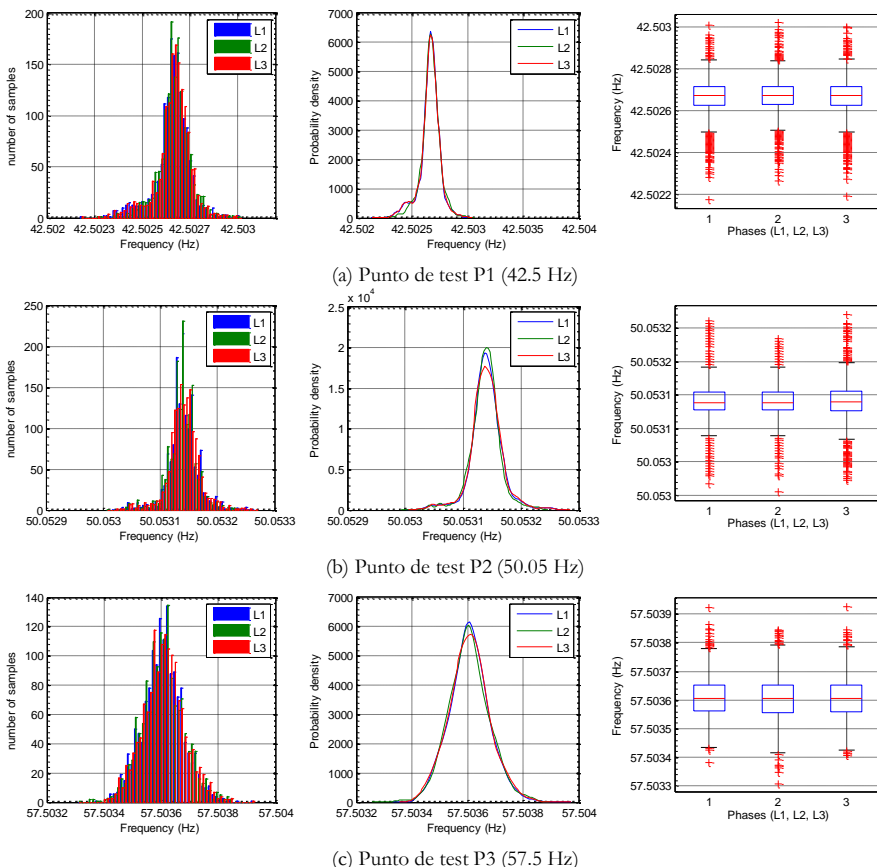 200
150
100
50
0
number of samples
42.502
42.5023
42.5025
42.5027
42.503
Frequency (Hz)
L1
L2
L3
7000
6000
5000
4000
3000
2000
1000
0
Probability density
42.502
42.5025
42.503
42.5035
42.504
Frequency (Hz)
L1
L2
L3
42.503
42.5028
42.5026
42.5024
42.5022
Frequency (Hz)
1
2
3
Phases (L1, L2, L3)
(a) Punto de test P1 (42.5 Hz)
250
200
150
100
50
0
number of samples
50.0529
50.053
50.0531
50.0532
50.0533
Frequency (Hz)
L1
L2
L3
x 10⁴
2.5
2
1.5
1
0.5
0
Probability density
50.0529
50.053
50.0531
50.0532
50.0533
Frequency (Hz)
L1
L2
L3
50.0532
50.0532
50.0531
50.0531
50.053
Frequency (Hz)
1
2
3
Phases (L1, L2, L3)
(b) Punto de test P2 (50.05 Hz)
140
120
100
80
60
40
20
0
number of samples
57.5032
57.5034
57.5036
57.5038
57.504
Frequency (Hz)
L1
L2
L3
7000
6000
5000
4000
3000
2000
1000
0
Probability density
57.5032
57.5034
57.5036
57.5038
57.504
Frequency (Hz)
L1
L2
L3
57.5039
57.5038
57.5037
57.5036
57.5035
57.5034
57.5033
Frequency (Hz)
1
2
3
Phases (L1, L2, L3)
(c) Punto de test P3 (57.5 Hz)